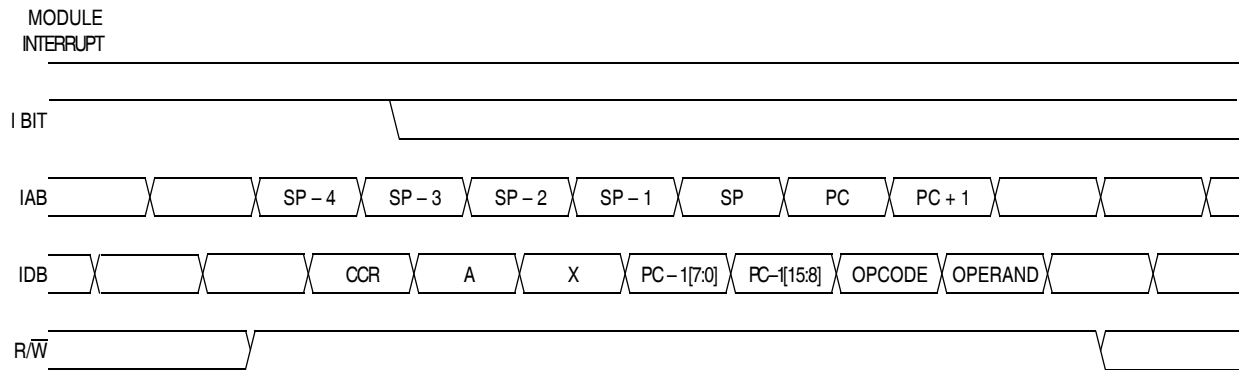 MODULE
INTERRUPT
I BIT
IAB SP – 4 SP – 3 SP – 2 SP – 1 SP PC PC + 1
IDB CCR A X PC – 1[7:0] PC–1[15:8] OPCODE OPERAND
R/W̅